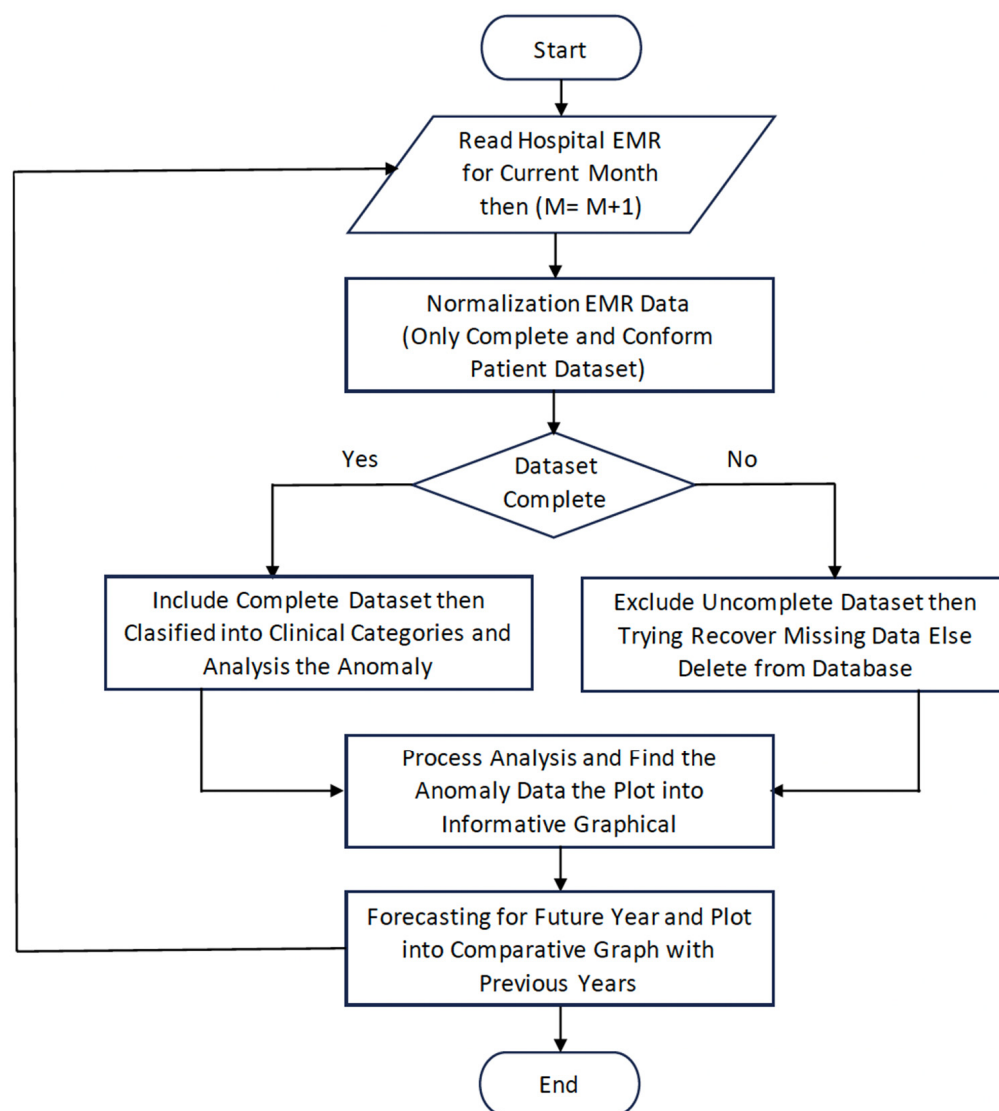 Start
Read Hospital EMR
for Current Month
then (M= M+1)
Normalization EMR Data
(Only Complete and Conform
Patient Dataset)
Yes
Dataset
Complete
No
Include Complete Dataset then
Clasified into Clinical Categories and
Analysis the Anomaly
Exclude Uncomplete Dataset then
Trying Recover Missing Data Else
Delete from Database
Process Analysis and Find the
Anomaly Data the Plot into
Informative Graphical
Forecasting for Future Year and Plot
into Comparative Graph with
Previous Years
End